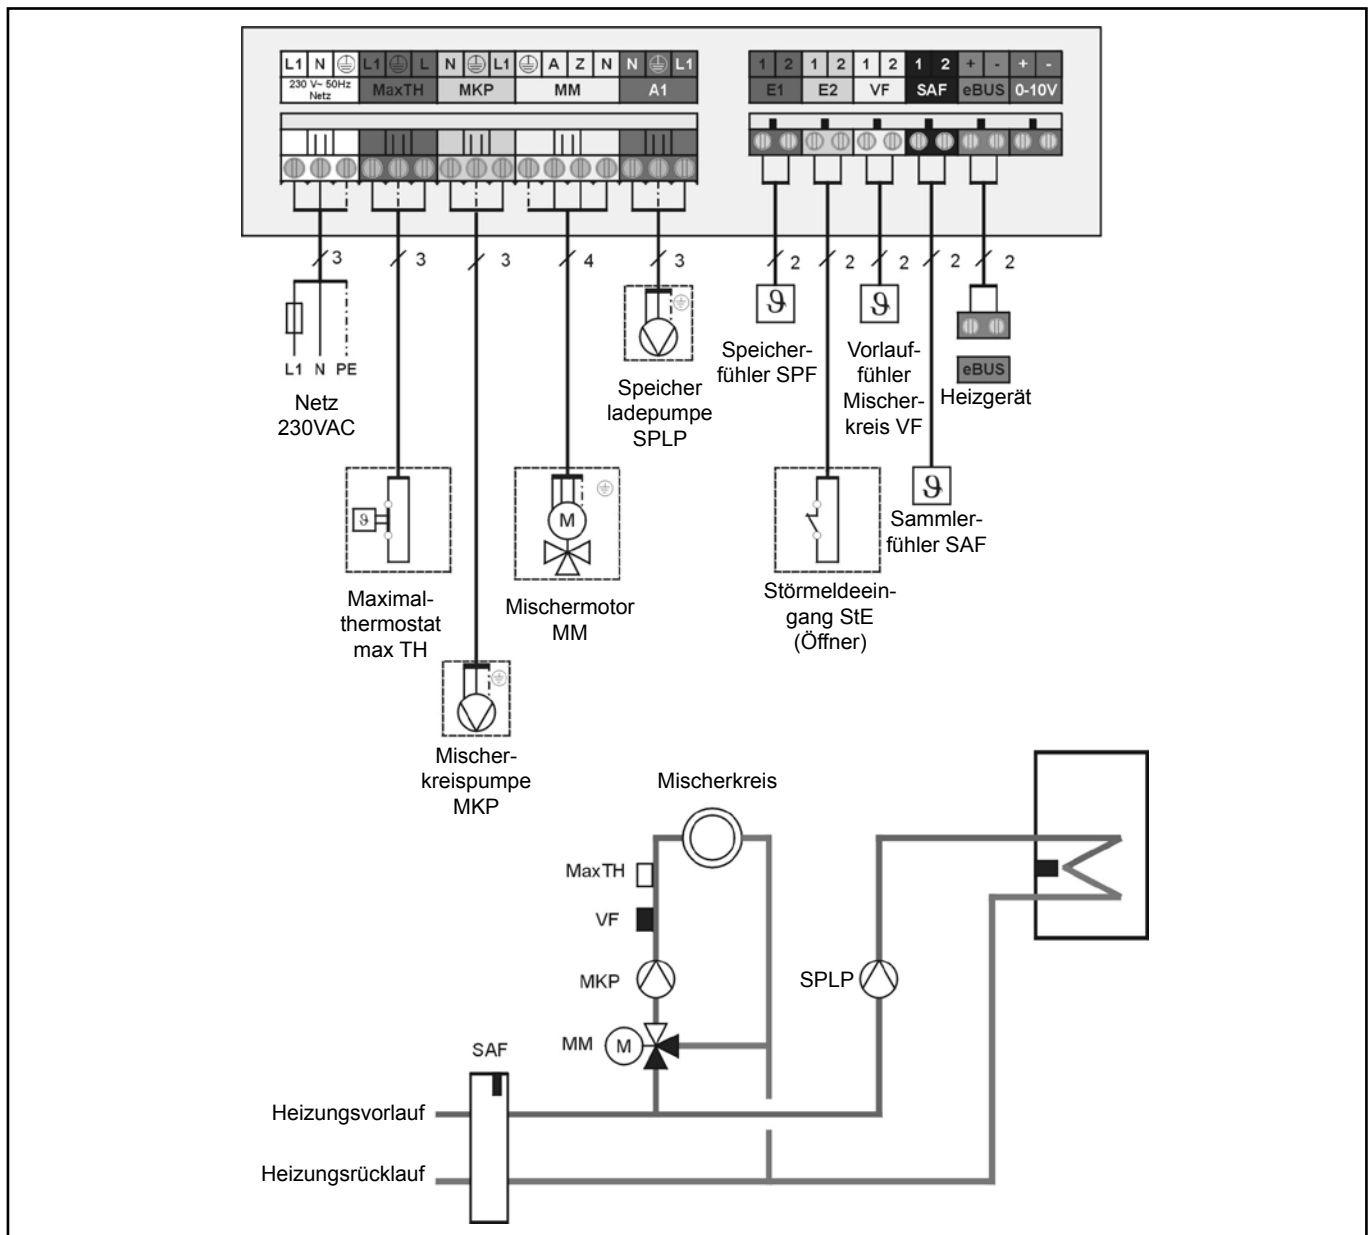 L1 N L1 L N L1 A Z N N L1
230 V~ 50Hz
Netz
MaxTH MKP MM A1
1 2 1 2 1 2 1 2 + - + -
E1 E2 VF SAF eBUS 0-10V
3 3 3 4 3 2 2 2 2 2
L1 N PE
Netz
230VAC
Speicher
ladepumpe
SPLP
ϑ
Speicher-
fühler SPF
ϑ
Vorlauf-
fühler
Mischer-
kreis VF
eBUS
Heizgerät
ϑ
Maximal-
thermostat
max TH
M
Mischermotor
MM
Störmeldeein-
gang StE
(Öffner)
ϑ
Sammler-
fühler SAF
Mischer-
kreispumpe
MKP
Mischerkreis
MaxTH
VF
MKP
SPLP
MM M
SAF
Heizungsvorlauf
Heizungsrücklauf